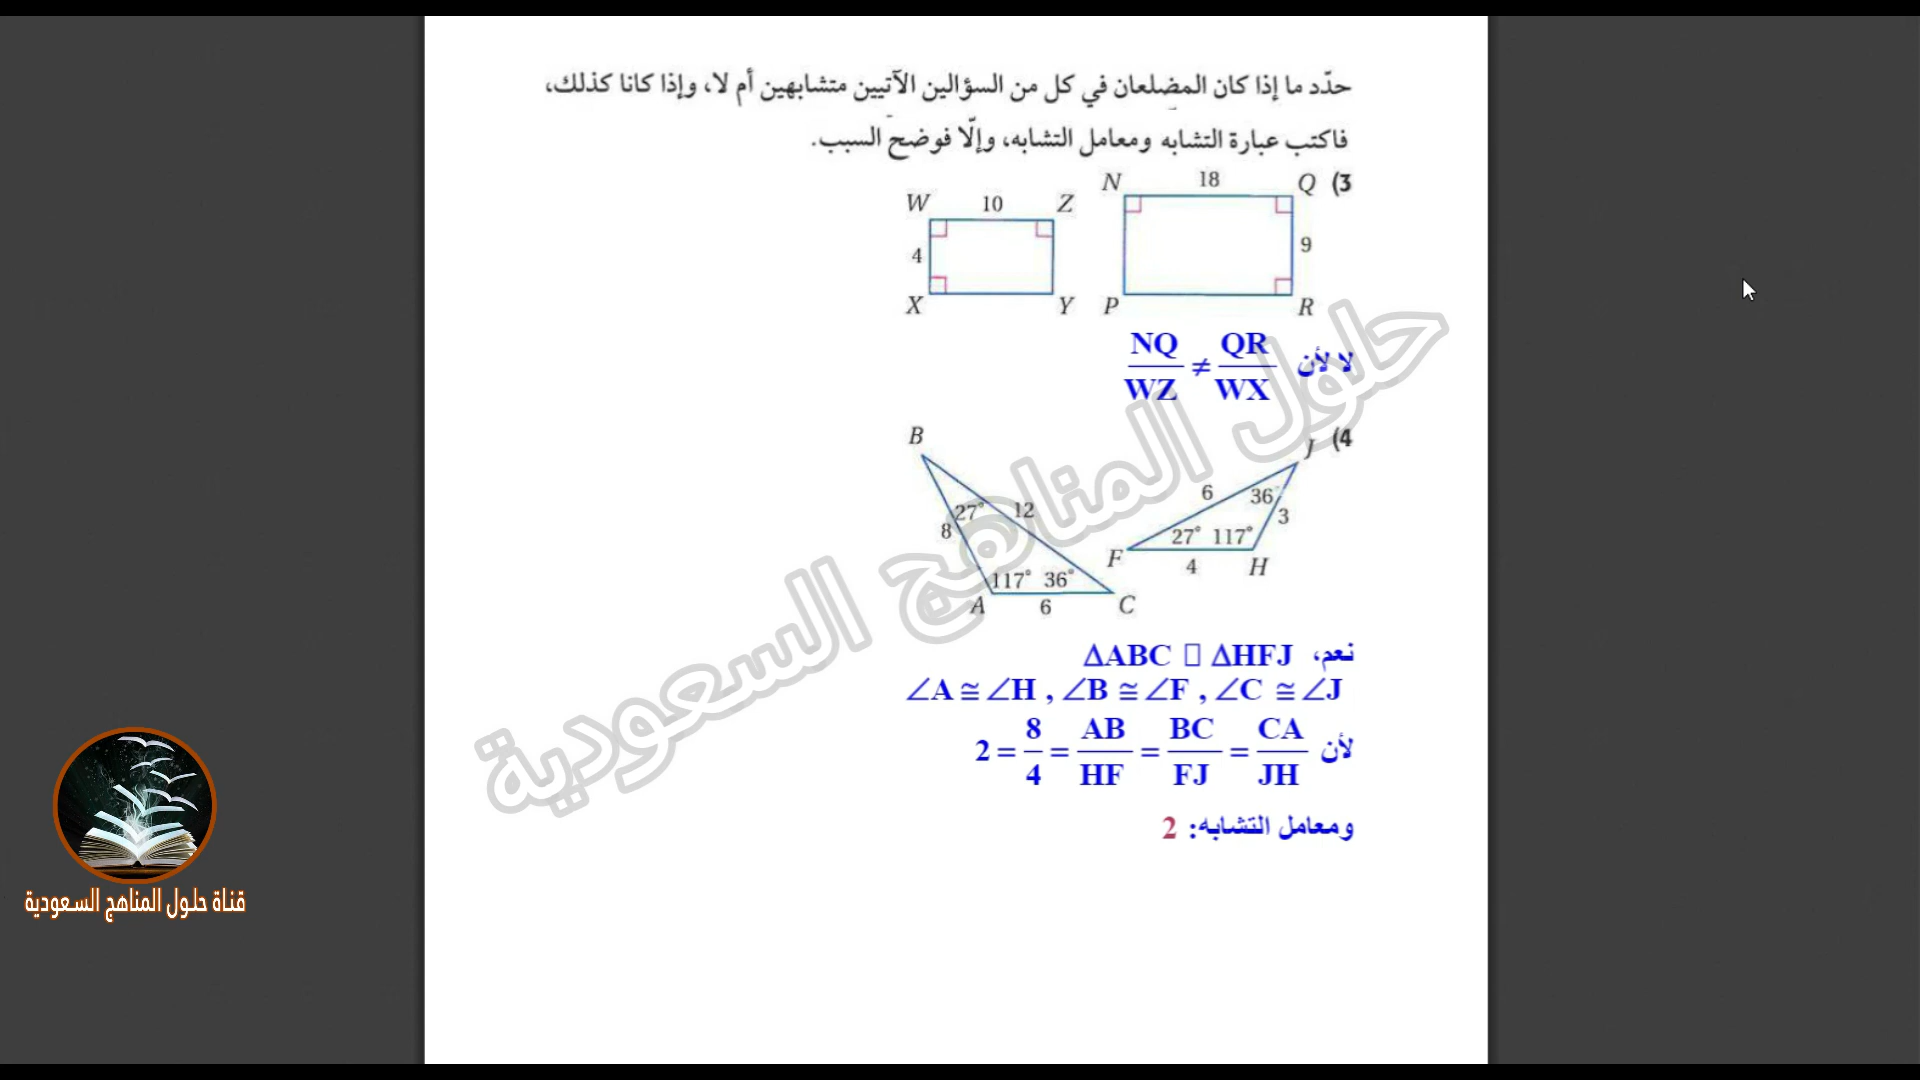 حدّد ما إذا كان المضلعان في كل من السؤالين الآتيين متشابهين أم لا، وإذا كانا كذلك،
فاكتب عبارة التشابه ومعامل التشابه، وإلّا فوضح السبب.
3)
N 18 Q
9
P R
W 10 Z
4
X Y
لا لأن NQ/WZ ≠ QR/WX
4)
J
6 36°
3
27° 117°
F 4 H
B
27° 12
8
117° 36°
A 6 C
نعم، ΔABC ▯ ΔHFJ
∠A ≅ ∠H , ∠B ≅ ∠F , ∠C ≅ ∠J
لأن 2 = 8/4 = AB/HF = BC/FJ = CA/JH
ومعامل التشابه: 2
حلول المناهج السعودية
قناة حلول المناهج السعودية